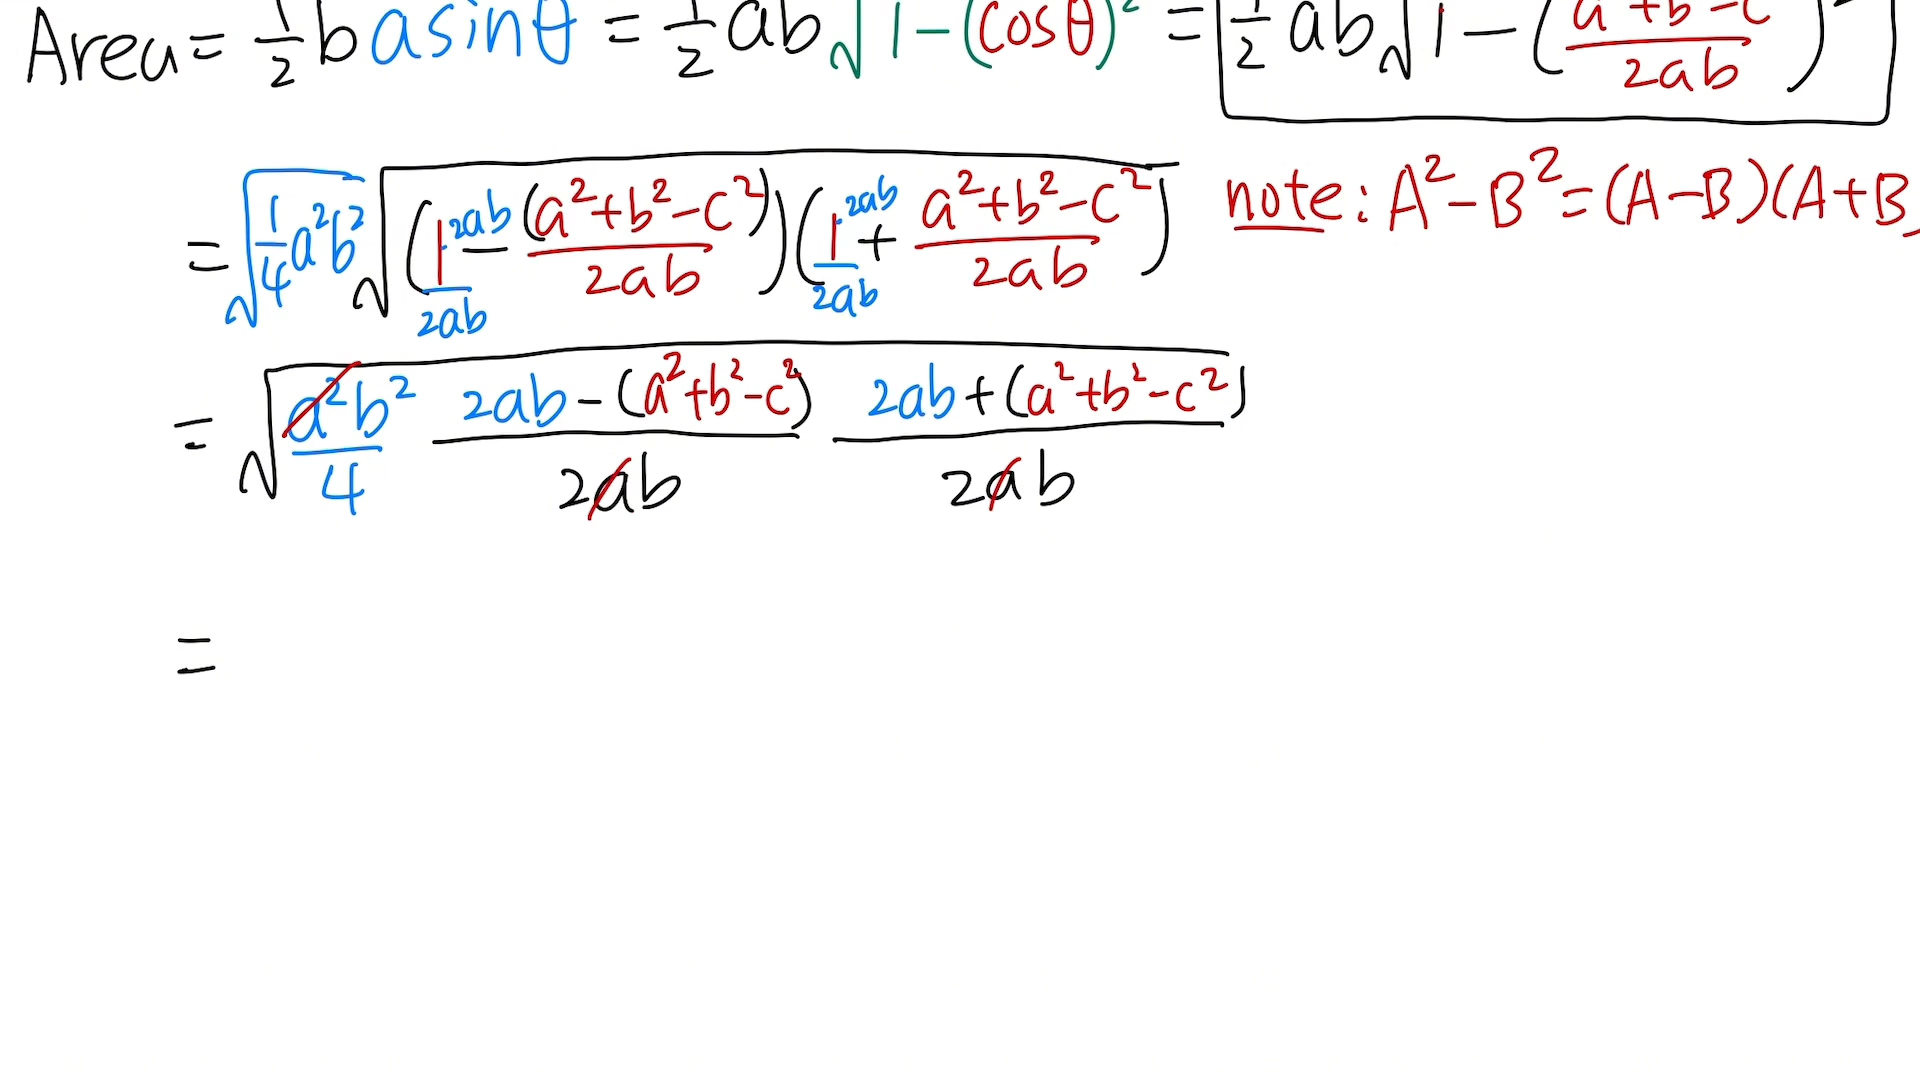 Area = 1/2 b a sinθ = 1/2 ab √(1-(cosθ)²) = 1/2 ab √(1-((a²+b²-c²)/2ab)²)
= √(1/4 a²b²) √((1·2ab/2ab - (a²+b²-c²)/2ab)(1·2ab/2ab + (a²+b²-c²)/2ab)) note: A²-B²=(A-B)(A+B)
= √(a²b²/4 (2ab-(a²+b²-c²))/2ab (2ab+(a²+b²-c²))/2ab)
=